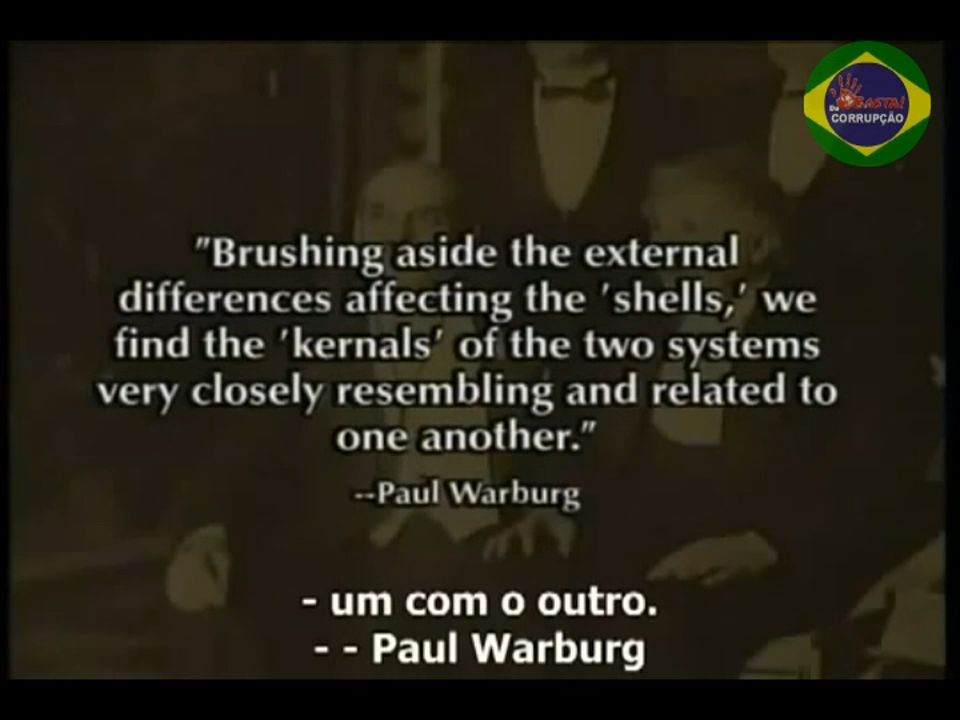 BASTA!
De
CORRUPÇÃO
"Brushing aside the external
differences affecting the 'shells,' we
find the 'kernals' of the two systems
very closely resembling and related to
one another."
--Paul Warburg
- um com o outro.
- - Paul Warburg